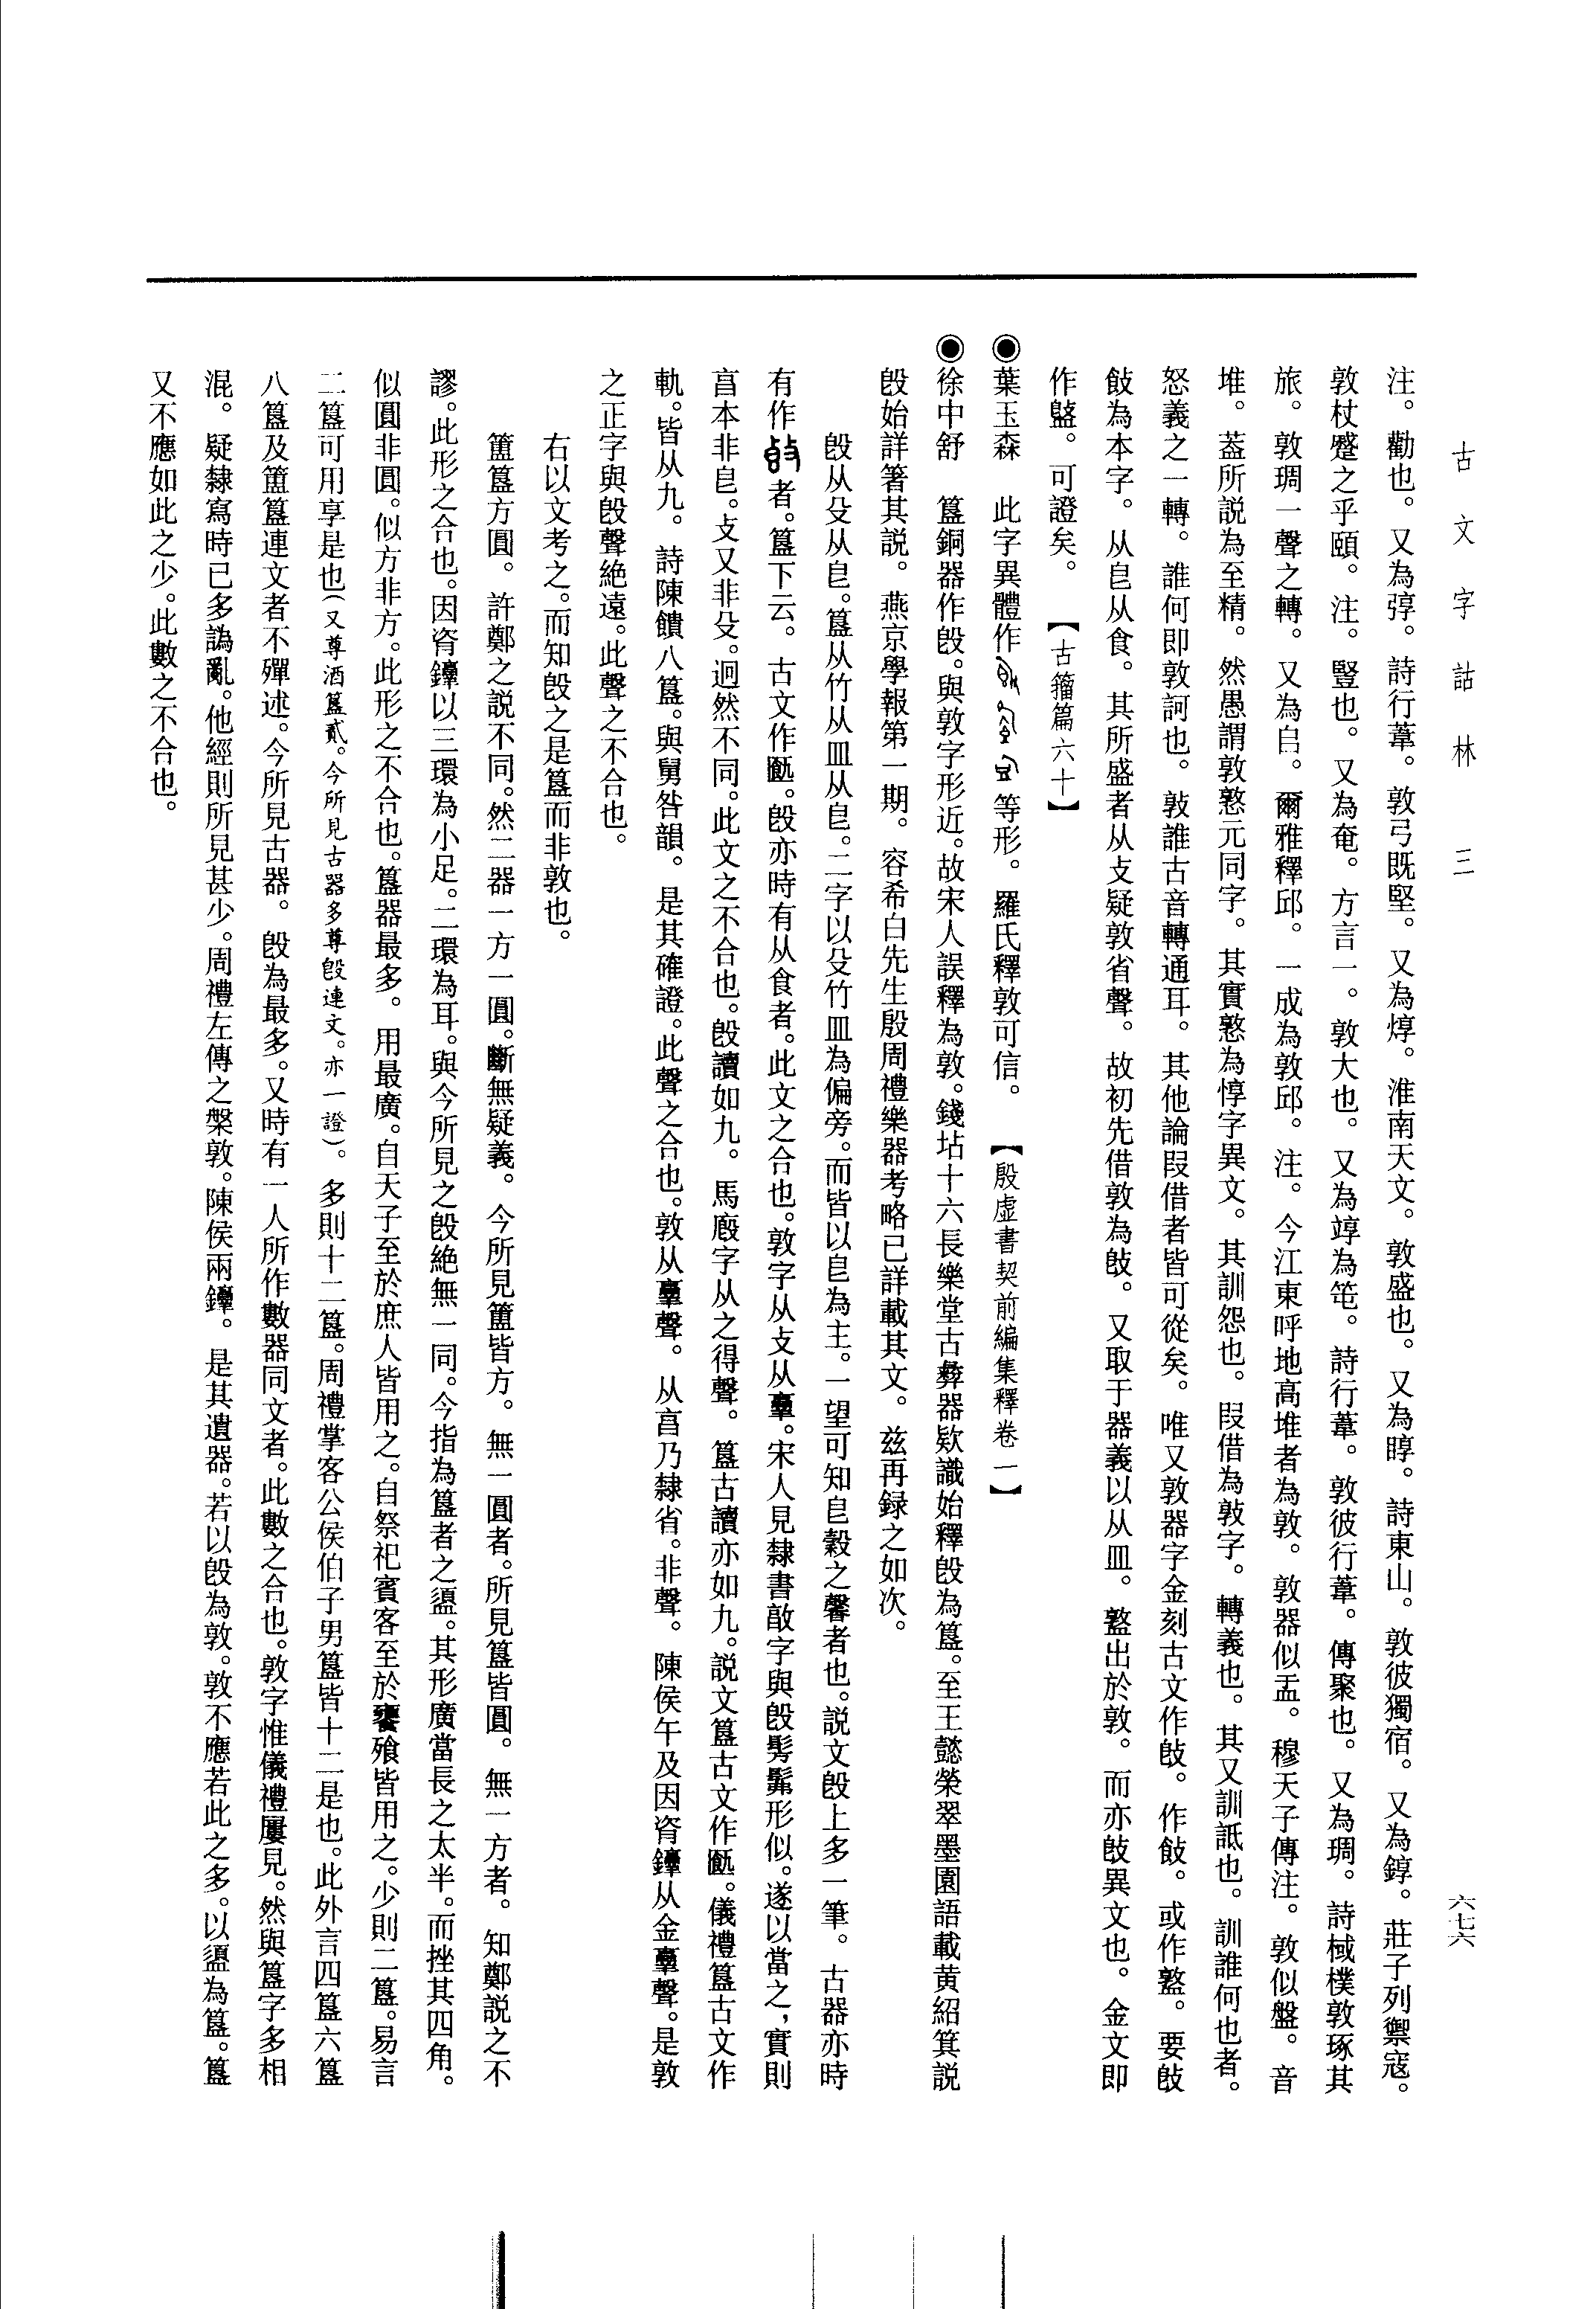 古文字詁林　三
六七六
注。勸也。又為弴。詩行葦。敦弓既堅。又為焞。淮南天文。敦盛也。又為啍。詩東山。敦彼獨宿。又為錞。莊子列禦寇。
敦杖蹙之乎頤。注。豎也。又為奄。方言一。敦大也。又為竴為笔。詩行葦。敦彼行葦。傳聚也。又為琱。詩棫樸敦琢其
旅。敦琱一聲之轉。又為𠂤。爾雅釋邱。一成為敦邱。注。今江東呼地高堆者為敦。敦器似盂。穆天子傳注。敦似盤。音
堆。葢所説為至精。然愚謂敦憝元同字。其實憝為惇字異文。其訓怨也。叚借為敦字。轉義也。其又訓詆也。訓誰何也者。
怒義之一轉。誰何即敦訶也。敦誰古音轉通耳。其他論叚借者皆可從矣。唯又敦器字金刻古文作㪕。作𣪘。或作盩。要㪕
𩚁為本字。从皀从食。其所盛者从攴疑敦省聲。故初先借敦為㪕。又取于器義以从皿。盩出於敦。而亦㪕異文也。金文即
作盬。可證矣。　【古籀篇六十】
◉葉玉森　此字異體作等形。羅氏釋敦可信。　【殷虛書契前編集釋卷一】
◉徐中舒　簋銅器作𣪘。與敦字形近。故宋人誤釋為敦。錢坫十六長樂堂古彝器欵識始釋𣪘為簋。至王懿榮翠墨園語載黄紹箕説
𣪘始詳箸其説。燕京學報第一期。容希白先生殷周禮樂器考略已詳載其文。兹再録之如次。
𣪘从殳从皀。簋从竹从皿从皀。二字以殳竹皿為偏旁。而皆以皀為主。一望可知皀穀之馨者也。説文𣪘上多一筆。古器亦時
有作者。簋下云。古文作匭。𣪘亦時有从食者。此文之合也。敦字从攴从𦎫。宋人見隸書敢字與𣪘髣髴形似。遂以當之，實則
𠅘本非皀。攴又非殳。迥然不同。此文之不合也。𣪘讀如九。馬廄字从之得聲。簋古讀亦如九。説文簋古文作匭。儀禮簋古文作
軌。皆从九。詩陳饋八簋。與舅咎韻。是其確證。此聲之合也。敦从𦎫聲。从𠅘乃隸省。非聲。陳侯午及因𰯼鐓从金𦎫聲。是敦
之正字與𣪘聲絶遠。此聲之不合也。
右以文考之。而知𣪘之是簋而非敦也。
簠簋方圓。許鄭之説不同。然二器一方一圓。斷無疑義。今所見簠皆方。無一圓者。所見簋皆圓。無一方者。知鄭説之不
謬。此形之合也。因𰯼鐓以三環為小足。二環為耳。與今所見之𣪘絶無一同。今指為簋者之盨。其形廣當長之太半。而挫其四角。
似圓非圓。似方非方。此形之不合也。簋器最多。用最廣。自天子至於庶人皆用之。自祭祀賓客至於饔飱皆用之。少則二簋。易言
二簋可用享是也（又尊酒簋貳。今所見古器多尊𣪘連文。亦一證）。多則十二簋。周禮掌客公侯伯子男簋皆十二是也。此外言四簋六簋
八簋及簠簋連文者不殫述。今所見古器。𣪘為最多。又時有一人所作數器同文者。此數之合也。敦字惟儀禮屢見。然與簋字多相
混。疑隸寫時已多譌亂。他經則所見甚少。周禮左傳之槃敦。陳侯兩鐓。是其遺器。若以𣪘為敦。敦不應若此之多。以盨為簋。簋
又不應如此之少。此數之不合也。